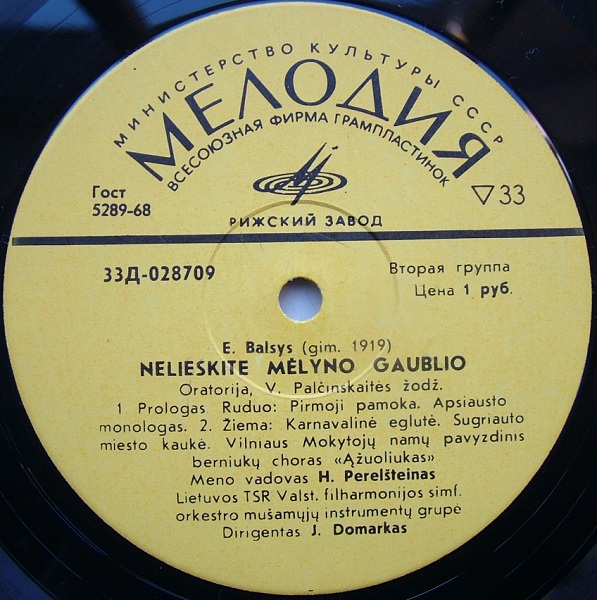 МИНИСТЕРСТВО КУЛЬТУРЫ СССР
МЕЛОДИЯ
ВСЕСОЮЗНАЯ ФИРМА ГРАМПЛАСТИНОК
Гост
5289-68
▽33
РИЖСКИЙ ЗАВОД
33Д-028709
Вторая группа
Цена 1 руб.
E. Balsys (gim. 1919)
NELIESKITE MĖLYNO GAUBLIO
Oratorija, V. Palčinskaitės žodž.
1 Prologas Ruduo: Pirmoji pamoka. Apsiausto
monologas. 2. Žiema: Karnavalinė eglutė. Sugriauto
miesto kaukė. Vilniaus Mokytojų namų pavyzdinis
berniukų choras «Ąžuoliukas»
Meno vadovas H. Perelšteinas
Lietuvos TSR Valst. filharmonijos simf.
orkestro mušamųjų instrumentų grupė
Dirigentas J. Domarkas